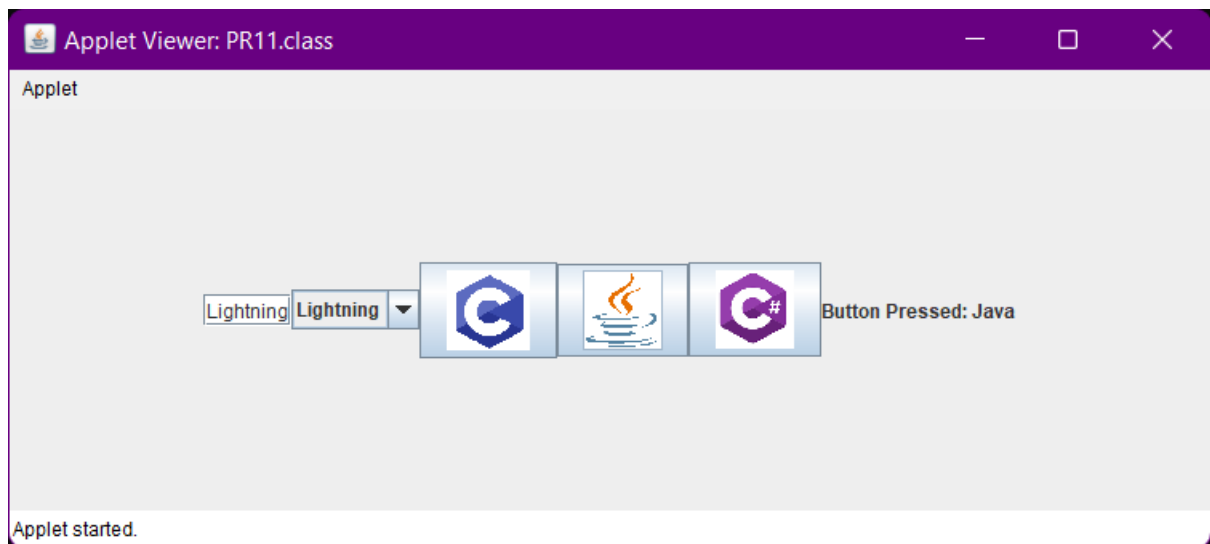 Applet Viewer: PR11.class
Applet
Lightning Lightning C C# Button Pressed: Java
Applet started.